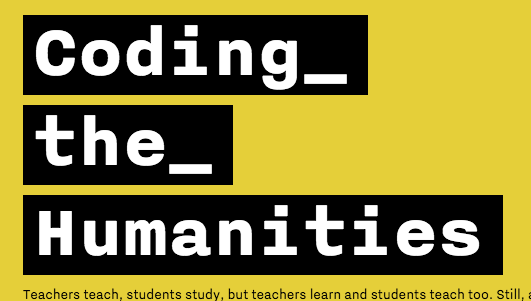 Coding_
the_
Humanities
Teachers teach, students study, but teachers learn and students teach too. Still,